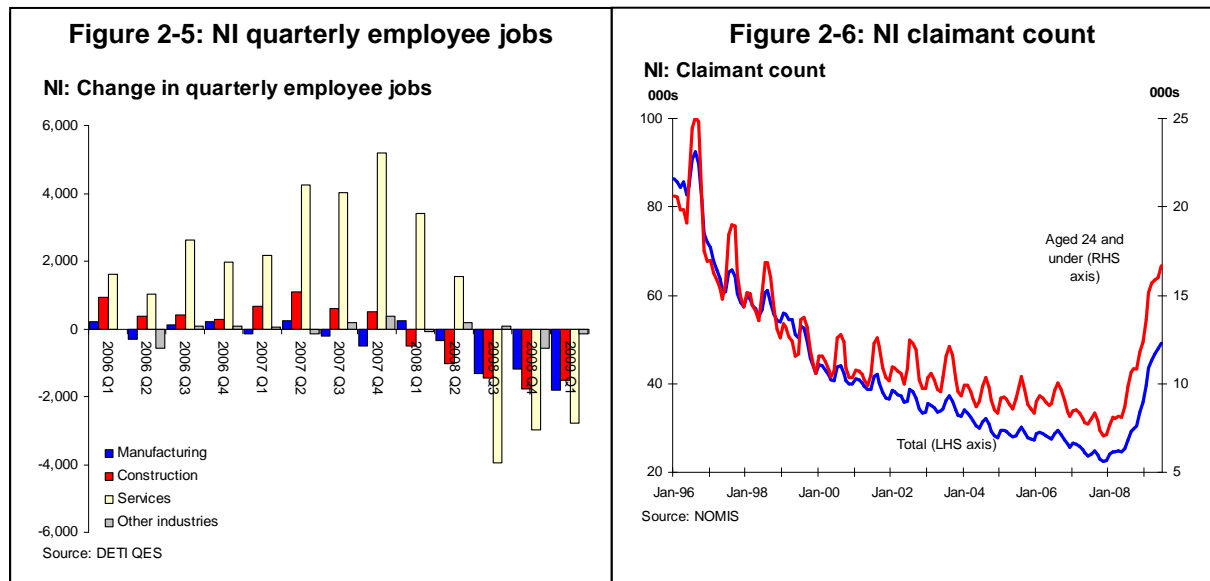 Figure 2-5: NI quarterly employee jobs
NI: Change in quarterly employee jobs
6,000
4,000
2,000
0
-2,000
-4,000
-6,000
2006 Q1
2006 Q2
2006 Q3
2006 Q4
2007 Q1
2007 Q2
2007 Q3
2007 Q4
2008 Q1
2008 Q2
2008 Q3
2008 Q4
2009 Q1
Manufacturing
Construction
Services
Other industries
Source: DETI QES
Figure 2-6: NI claimant count
NI: Claimant count
000s
000s
100
80
60
40
20
25
20
15
10
5
Aged 24 and
under (RHS
axis)
Total (LHS axis)
Jan-96
Jan-98
Jan-00
Jan-02
Jan-04
Jan-06
Jan-08
Source: NOMIS